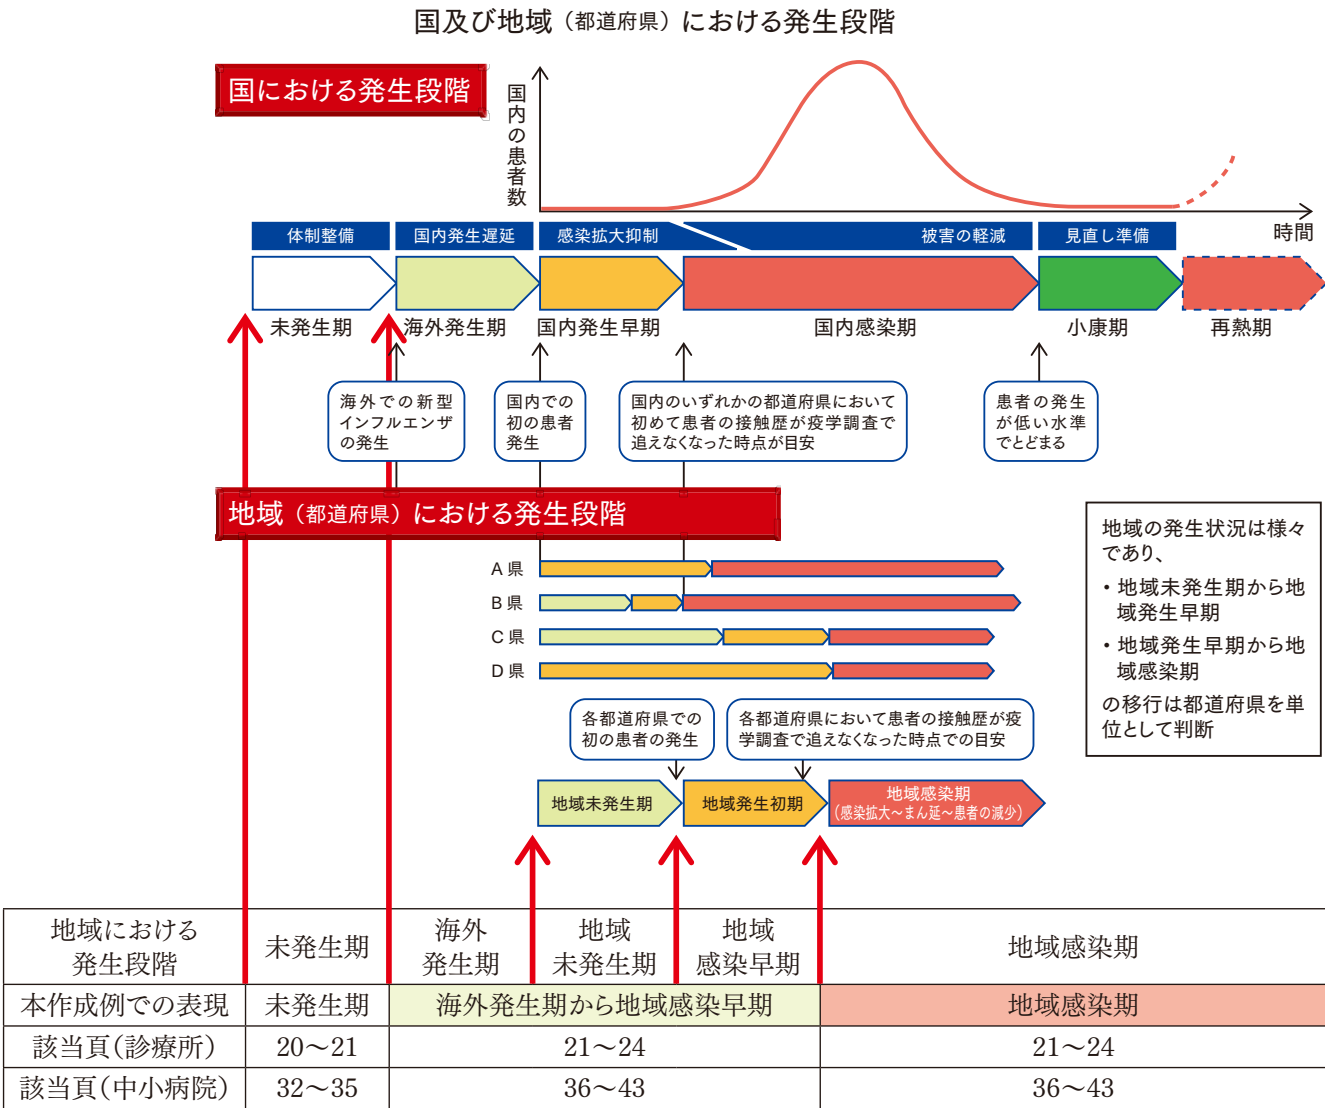 国及び地域（都道府県）における発生段階
国における発生段階
国内の患者数
時間
体制整備
国内発生遅延
感染拡大抑制
被害の軽減
見直し準備
未発生期
海外発生期
国内発生早期
国内感染期
小康期
再熱期
海外での新型
インフルエンザ
の発生
国内での
初の患者
発生
国内のいずれかの都道府県において
初めて患者の接触歴が疫学調査で
追えなくなった時点が目安
患者の発生
が低い水準
でとどまる
地域（都道府県）における発生段階
A県
B県
C県
D県
地域の発生状況は様々
であり、
・地域未発生期から地
域発生早期
・地域発生早期から地
域感染期
の移行は都道府県を単
位として判断
各都道府県での
初の患者の発生
各都道府県において患者の接触歴が疫
学調査で追えなくなった時点での目安
地域未発生期
地域発生初期
地域感染期
（感染拡大～まん延～患者の減少）
地域における
発生段階
未発生期
海外
発生期
地域
未発生期
地域
感染早期
地域感染期
本作成例での表現
未発生期
海外発生期から地域感染早期
地域感染期
該当頁（診療所）
20～21
21～24
21～24
該当頁（中小病院）
32～35
36～43
36～43